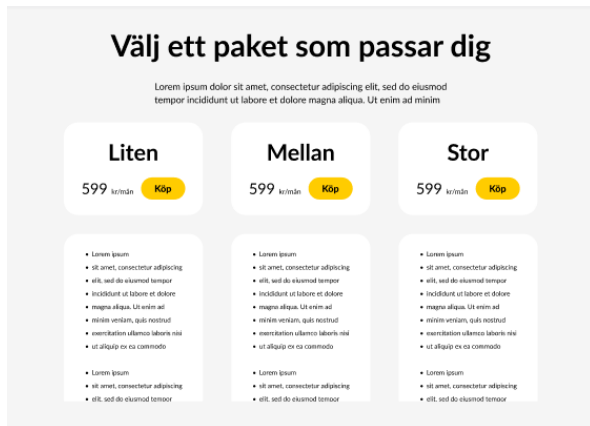 Välj ett paket som passar dig
Lorem ipsum dolor sit amet, consectetur adipiscing elit, sed do eiusmod
tempor incididunt ut labore et dolore magna aliqua. Ut enim ad minim
Liten
599 kr/mån Köp
Mellan
599 kr/mån Köp
Stor
599 kr/mån Köp
• Lorem ipsum
• sit amet, consectetur adipiscing
• elit, sed do eiusmod tempor
• incididunt ut labore et dolore
• magna aliqua. Ut enim ad
• minim veniam, quis nostrud
• exercitation ullamco laboris nisi
• ut aliquip ex ea commodo
• Lorem ipsum
• sit amet, consectetur adipiscing
• elit, sed do eiusmod tempor
• Lorem ipsum
• sit amet, consectetur adipiscing
• elit, sed do eiusmod tempor
• incididunt ut labore et dolore
• magna aliqua. Ut enim ad
• minim veniam, quis nostrud
• exercitation ullamco laboris nisi
• ut aliquip ex ea commodo
• Lorem ipsum
• sit amet, consectetur adipiscing
• elit, sed do eiusmod tempor
• Lorem ipsum
• sit amet, consectetur adipiscing
• elit, sed do eiusmod tempor
• incididunt ut labore et dolore
• magna aliqua. Ut enim ad
• minim veniam, quis nostrud
• exercitation ullamco laboris nisi
• ut aliquip ex ea commodo
• Lorem ipsum
• sit amet, consectetur adipiscing
• elit, sed do eiusmod tempor